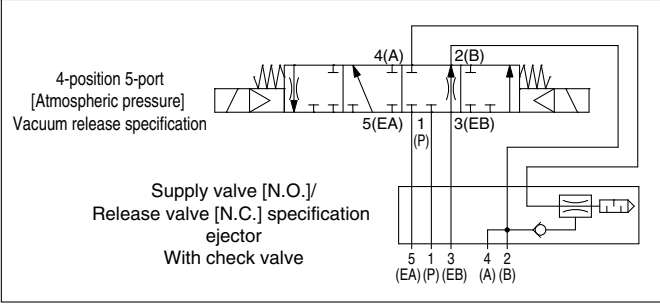 4-position 5-port
[Atmospheric pressure]
Vacuum release specification
4(A) 2(B)
5(EA) 1 3(EB)
(P)
Supply valve [N.O.]/
Release valve [N.C.] specification
ejector
With check valve
5 1 3 4 2
(EA) (P) (EB) (A) (B)